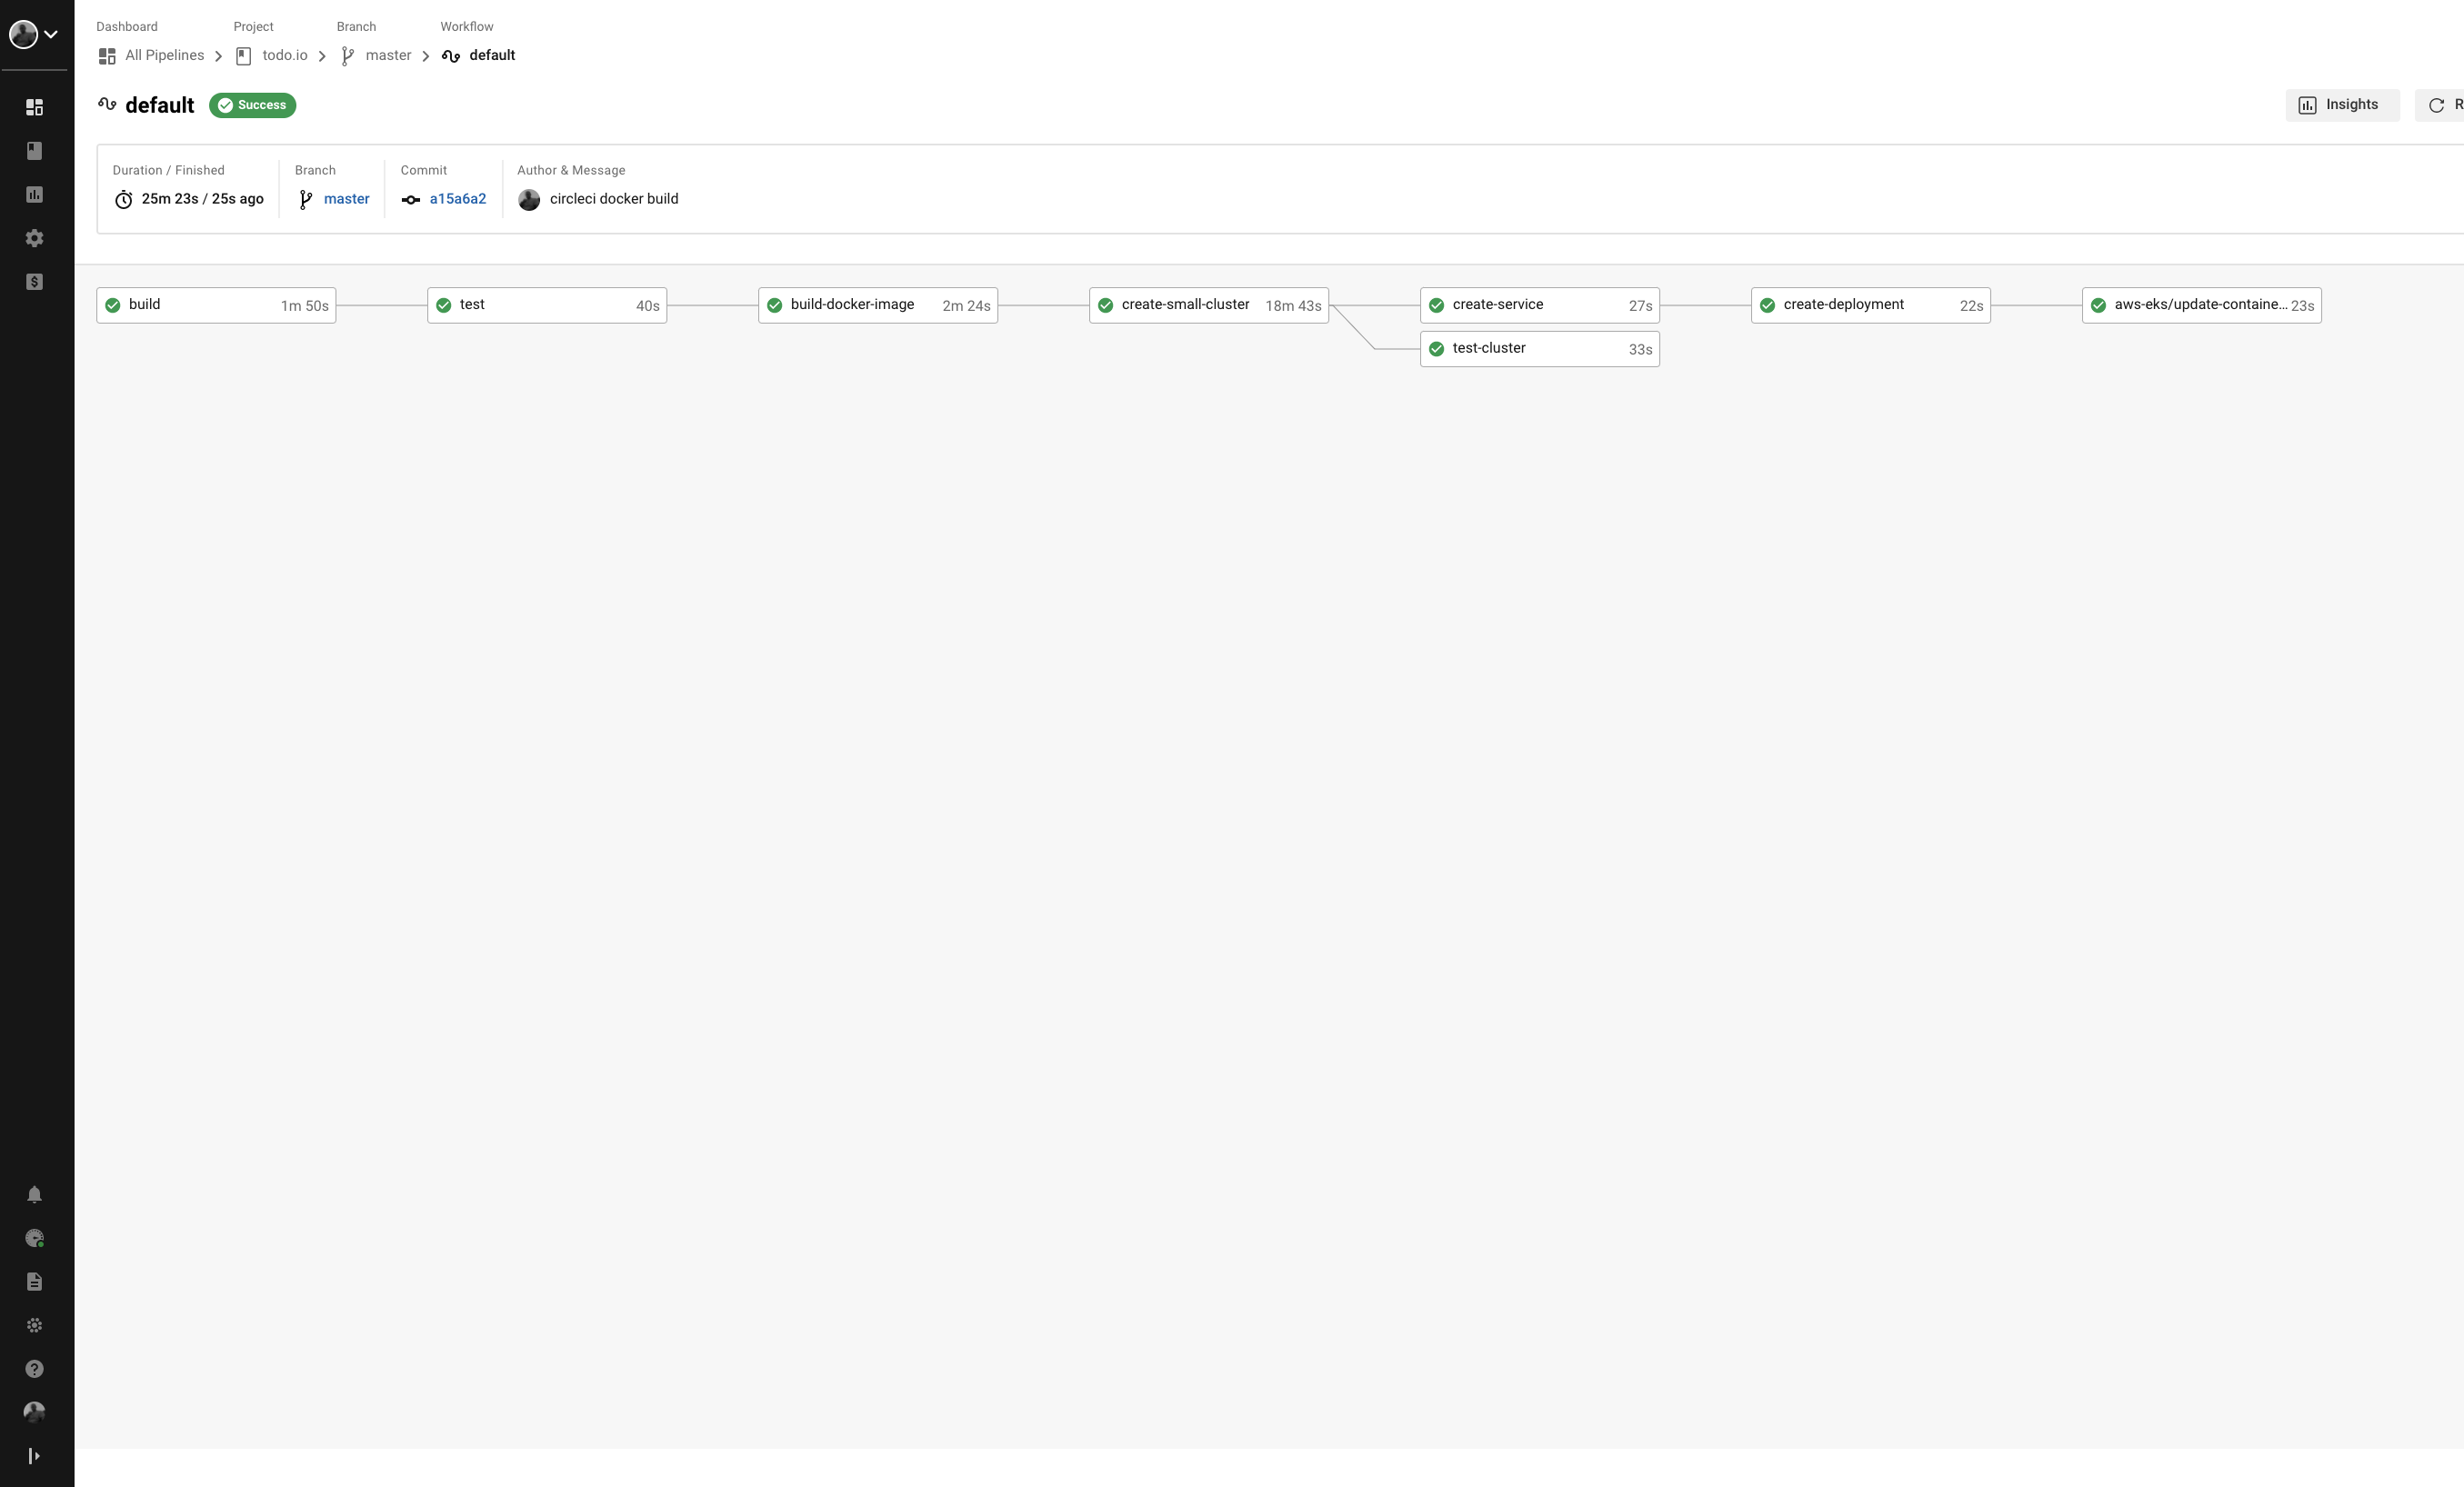 Dashboard Project Branch Workflow
All Pipelines todo.io master default
default Success Insights R
Duration / Finished Branch Commit Author & Message
25m 23s / 25s ago master a15a6a2 circleci docker build
build 1m 50s test 40s build-docker-image 2m 24s create-small-cluster 18m 43s create-service 27s create-deployment 22s aws-eks/update-containe... 23s
test-cluster 33s